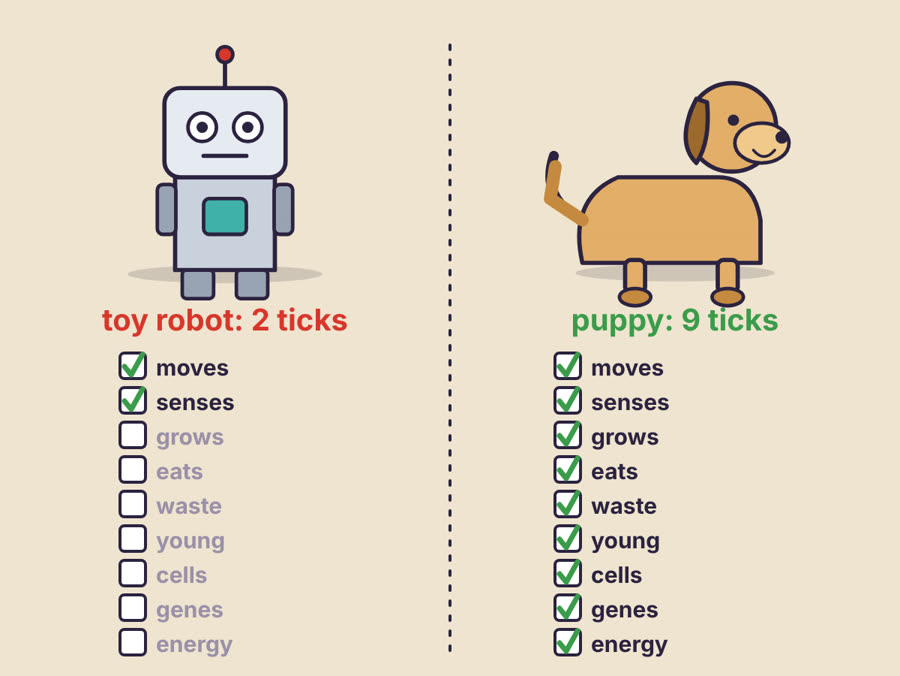 toy robot: 2 ticks
moves
senses
grows
eats
waste
young
cells
genes
energy
puppy: 9 ticks
moves
senses
grows
eats
waste
young
cells
genes
energy